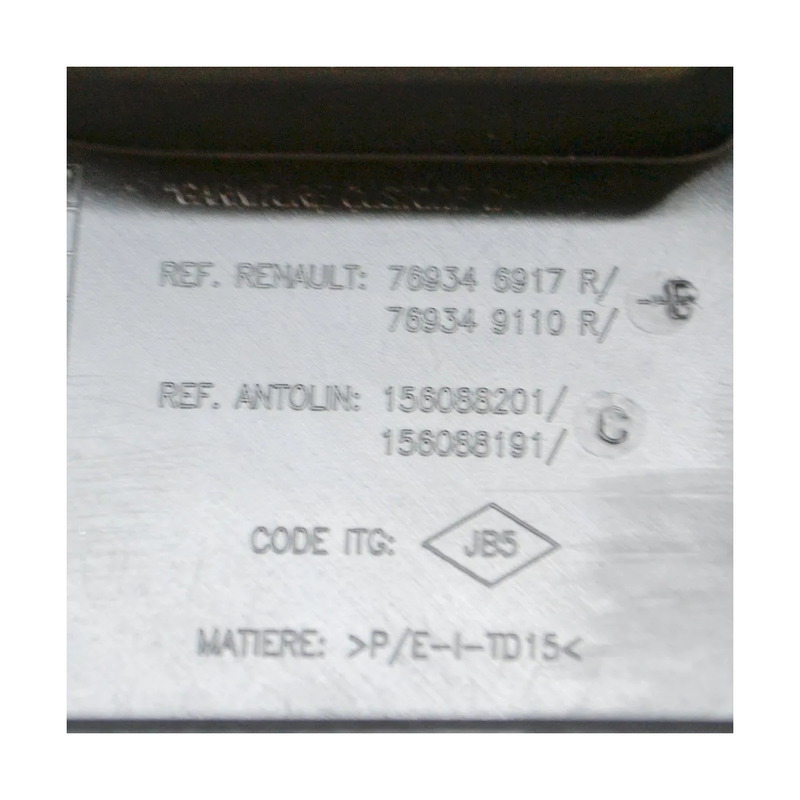 REF. RENAULT: 76934 6917 R/
76934 9110 R/
REF. ANTOLIN: 156088201/ C
156088191/
CODE ITG: JB5
MATIERE: >P/E-I-TD15<